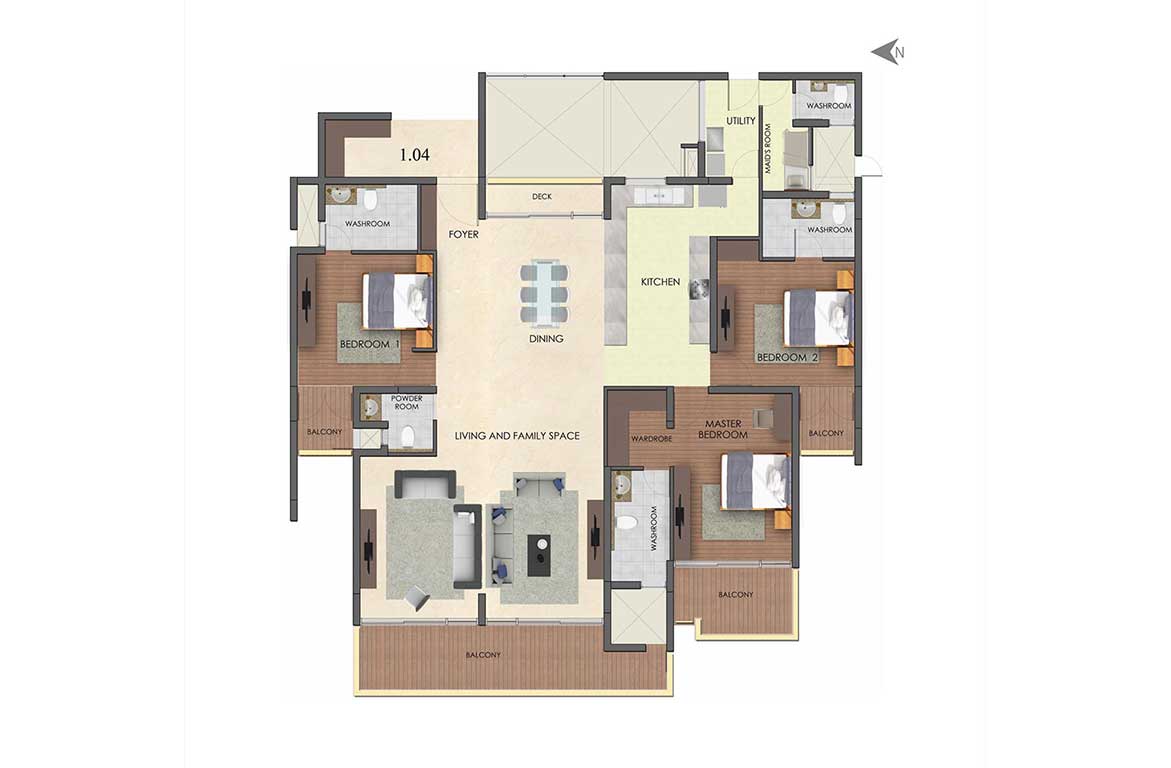 N
WASHROOM
UTILITY
MAID'S ROOM
1.04
DECK
WASHROOM
WASHROOM
FOYER
KITCHEN
DINING
BEDROOM 1
BEDROOM 2
POWDER
ROOM
BALCONY
LIVING AND FAMILY SPACE
WARDROBE
MASTER
BEDROOM
BALCONY
WASHROOM
BALCONY
BALCONY